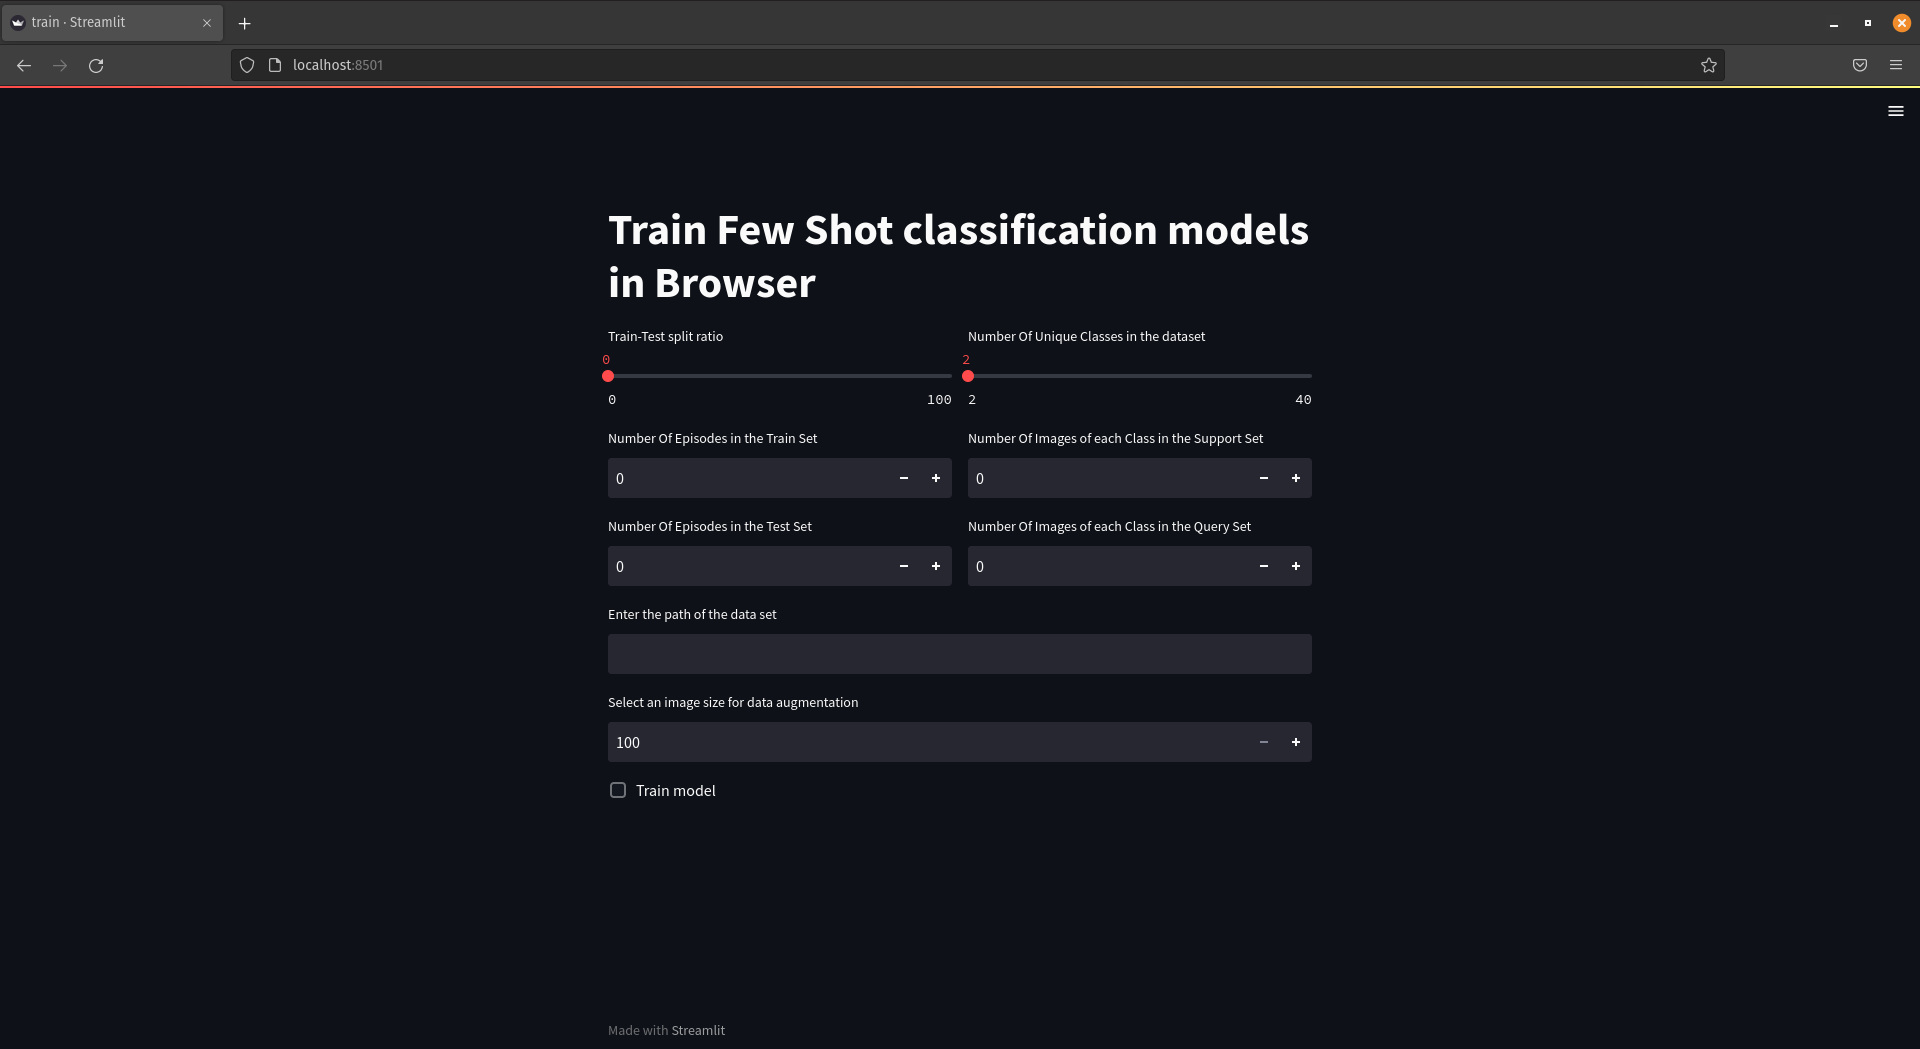 train · Streamlit
localhost:8501
Train Few Shot classification models
in Browser
Train-Test split ratio
0
0 100
Number Of Unique Classes in the dataset
2
2 40
Number Of Episodes in the Train Set
0
Number Of Images of each Class in the Support Set
0
Number Of Episodes in the Test Set
0
Number Of Images of each Class in the Query Set
0
Enter the path of the data set
Select an image size for data augmentation
100
Train model
Made with Streamlit